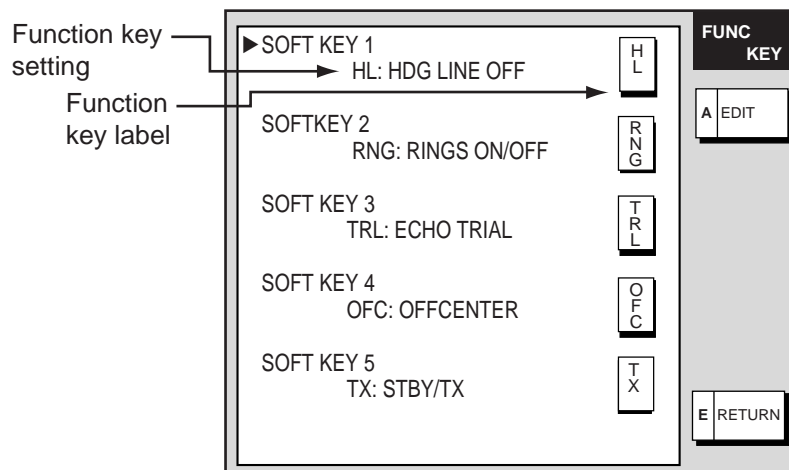 Function key
setting
Function
key label
SOFT KEY 1
HL: HDG LINE OFF
H
L
SOFTKEY 2
RNG: RINGS ON/OFF
R
N
G
SOFT KEY 3
TRL: ECHO TRIAL
T
R
L
SOFT KEY 4
OFC: OFFCENTER
O
F
C
SOFT KEY 5
TX: STBY/TX
T
X
FUNC
KEY
A EDIT
E RETURN